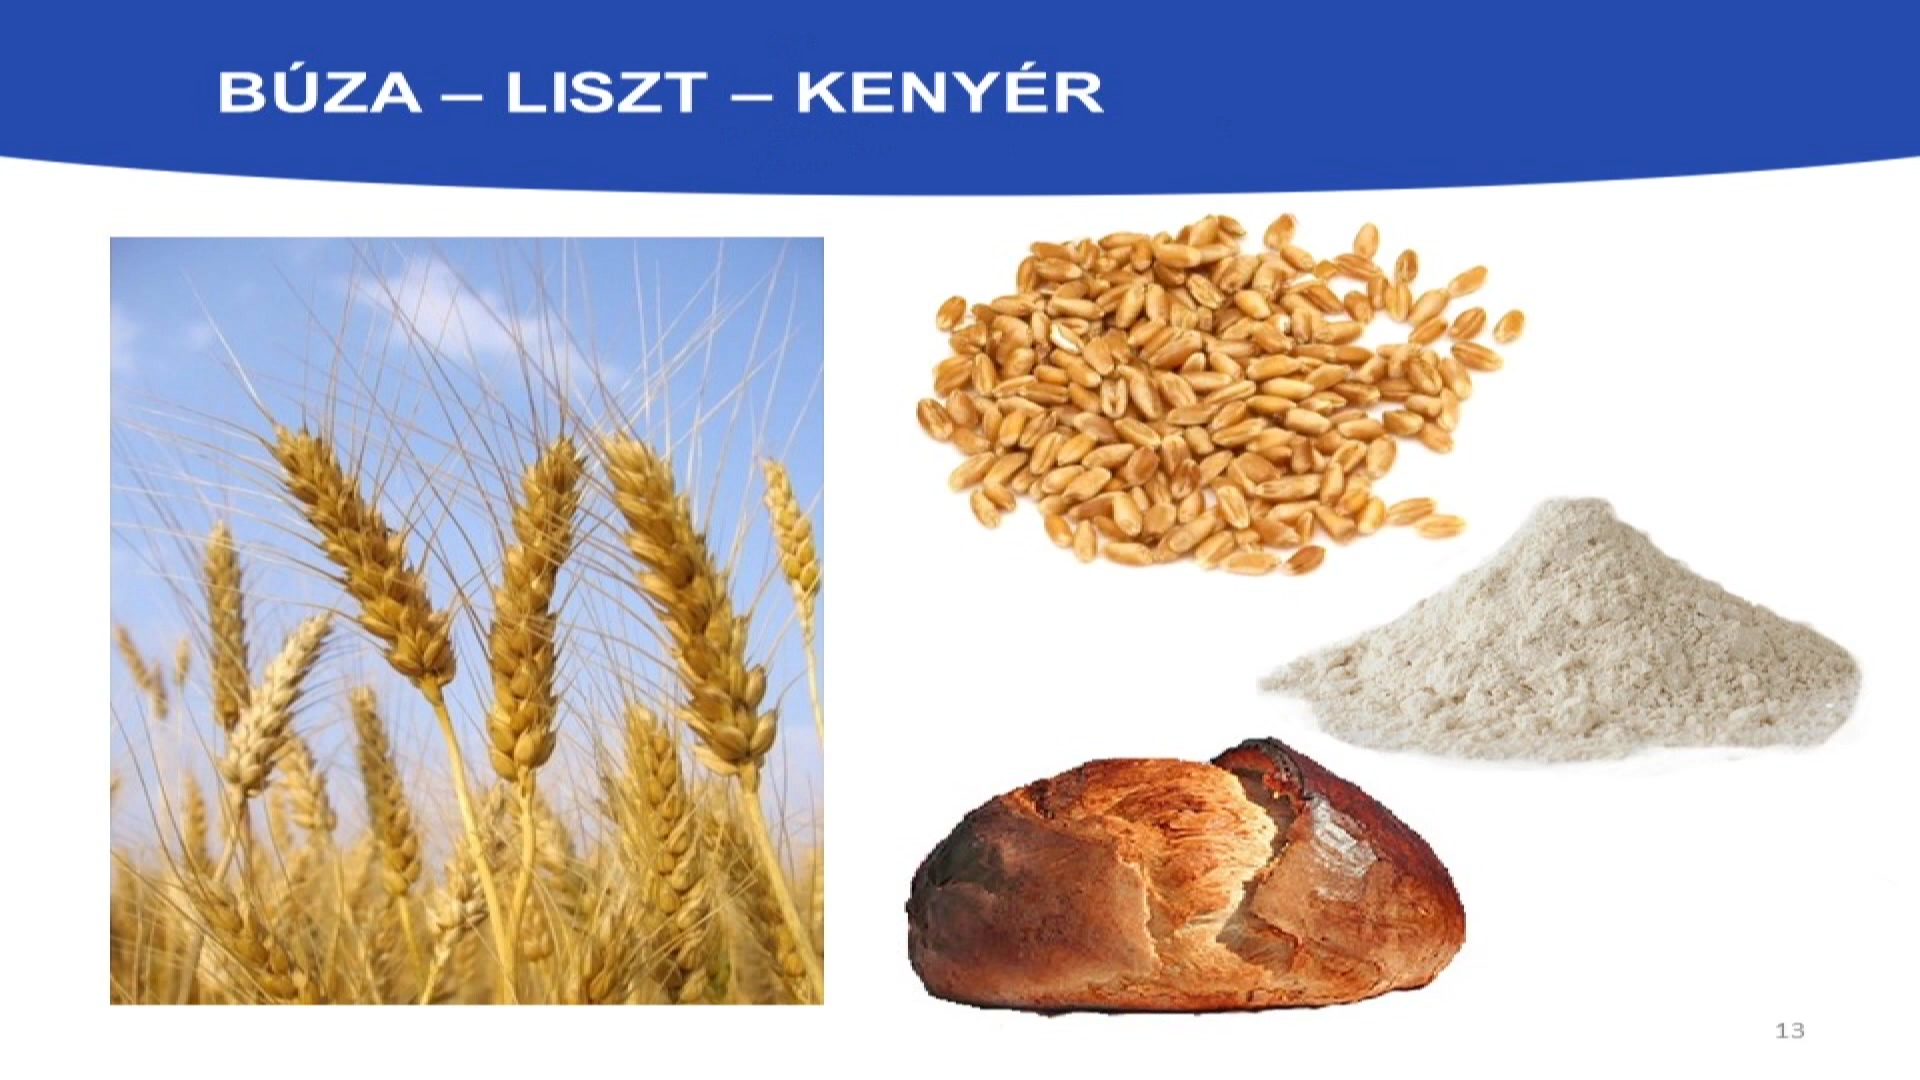 BÚZA – LISZT – KENYÉR
13